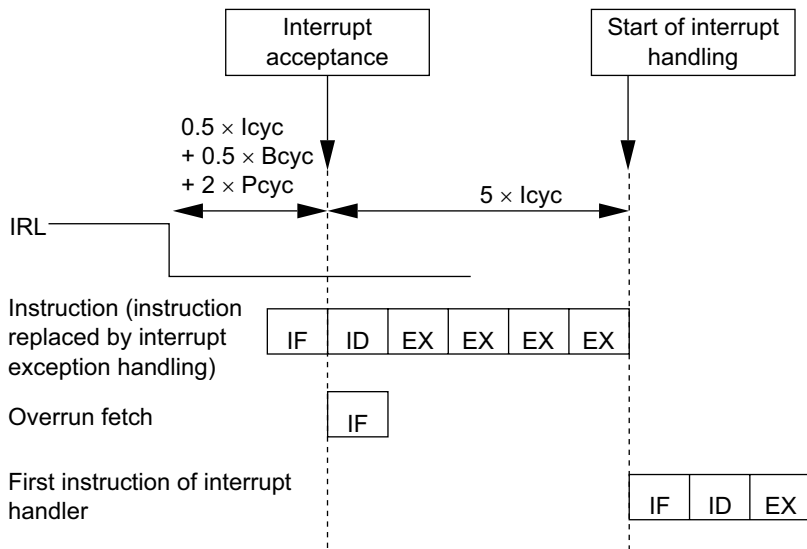 Interrupt
acceptance
Start of interrupt
handling
0.5 × Icyc
+ 0.5 × Bcyc
+ 2 × Pcyc
5 × Icyc
IRL
Instruction (instruction
replaced by interrupt
exception handling)
IF ID EX EX EX EX
Overrun fetch
IF
First instruction of interrupt
handler
IF ID EX